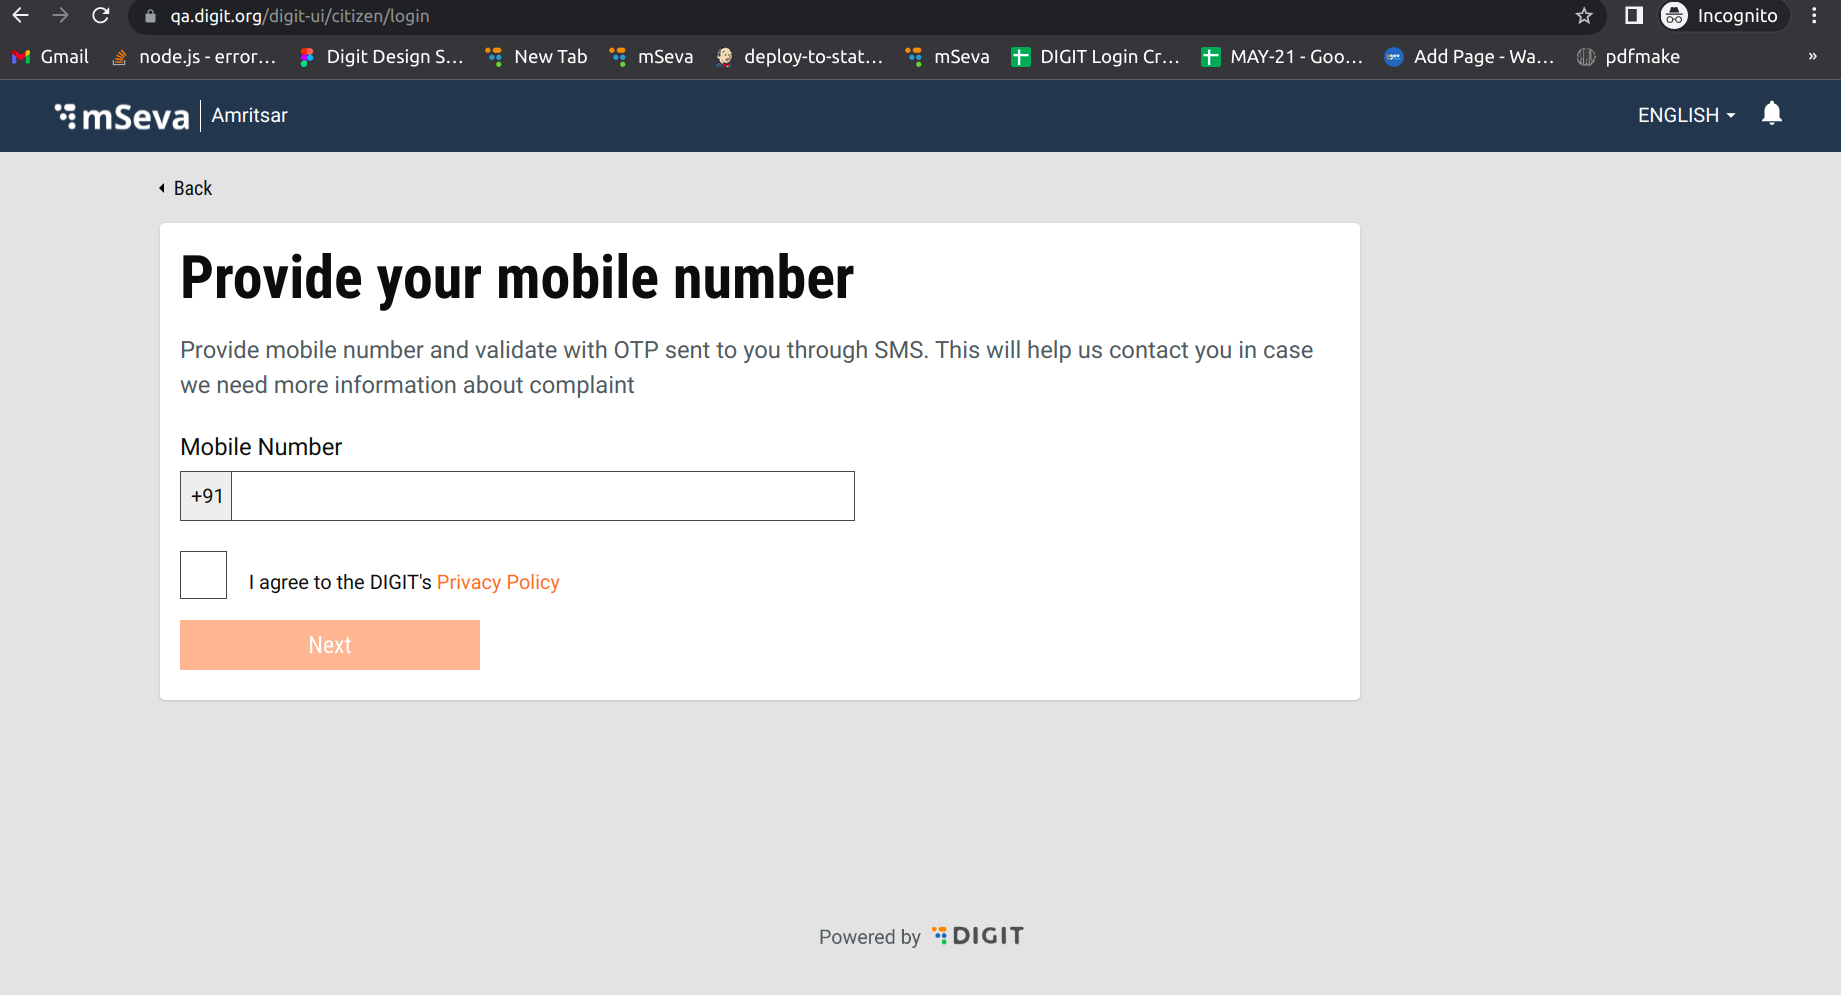 qa.digit.org/digit-ui/citizen/login
Incognito
Gmail
node.js - error...
Digit Design S...
New Tab
mSeva
deploy-to-stat...
mSeva
DIGIT Login Cr...
MAY-21 - Goo...
Add Page - Wa...
pdfmake
»
mSeva
Amritsar
ENGLISH
Back
Provide your mobile number
Provide mobile number and validate with OTP sent to you through SMS. This will help us contact you in case
we need more information about complaint
Mobile Number
+91
I agree to the DIGIT's Privacy Policy
Next
Powered by DIGIT